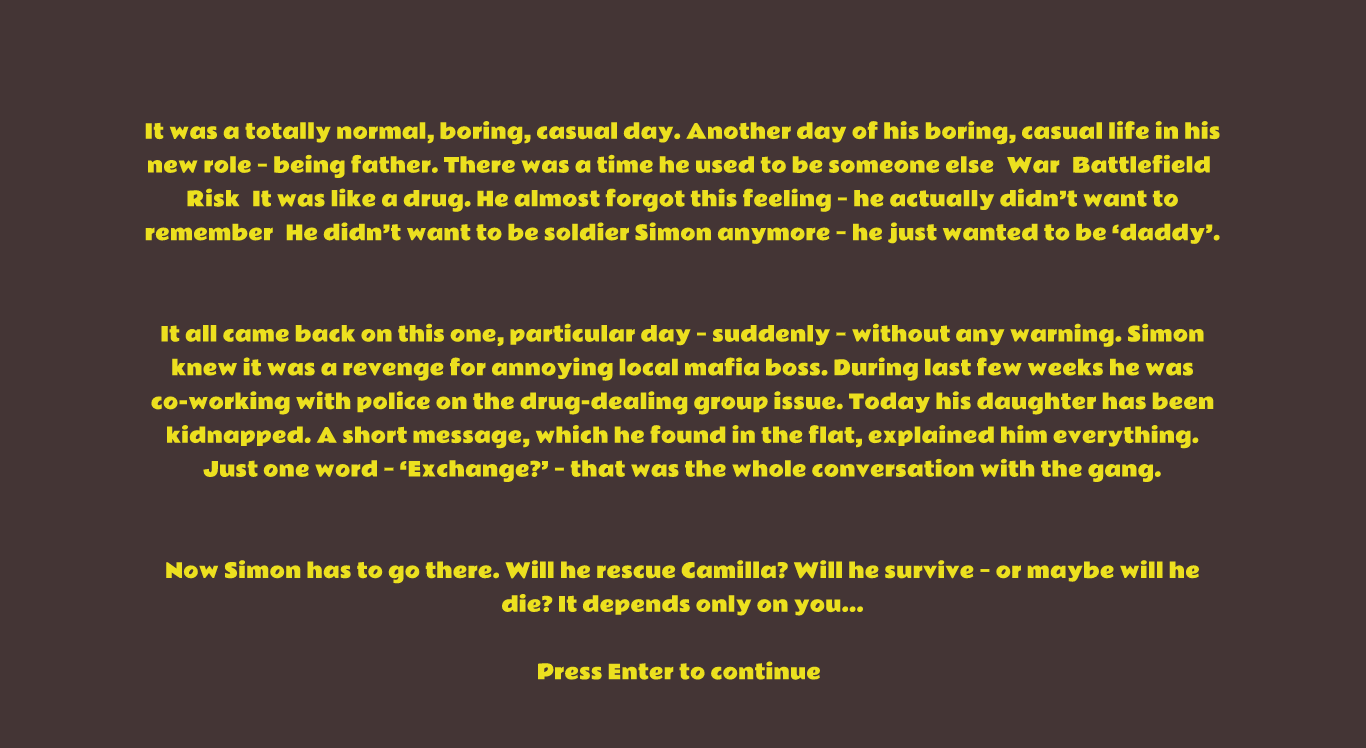 It was a totally normal, boring, casual day. Another day of his boring, casual life in his
new role – being father. There was a time he used to be someone else  War  Battlefield
Risk  It was like a drug. He almost forgot this feeling – he actually didn’t want to
remember  He didn’t want to be soldier Simon anymore – he just wanted to be ‘daddy’.
It all came back on this one, particular day – suddenly – without any warning. Simon
knew it was a revenge for annoying local mafia boss. During last few weeks he was
co-working with police on the drug-dealing group issue. Today his daughter has been
kidnapped. A short message, which he found in the flat, explained him everything.
Just one word – ‘Exchange?’ – that was the whole conversation with the gang.
Now Simon has to go there. Will he rescue Camilla? Will he survive – or maybe will he
die? It depends only on you...
Press Enter to continue